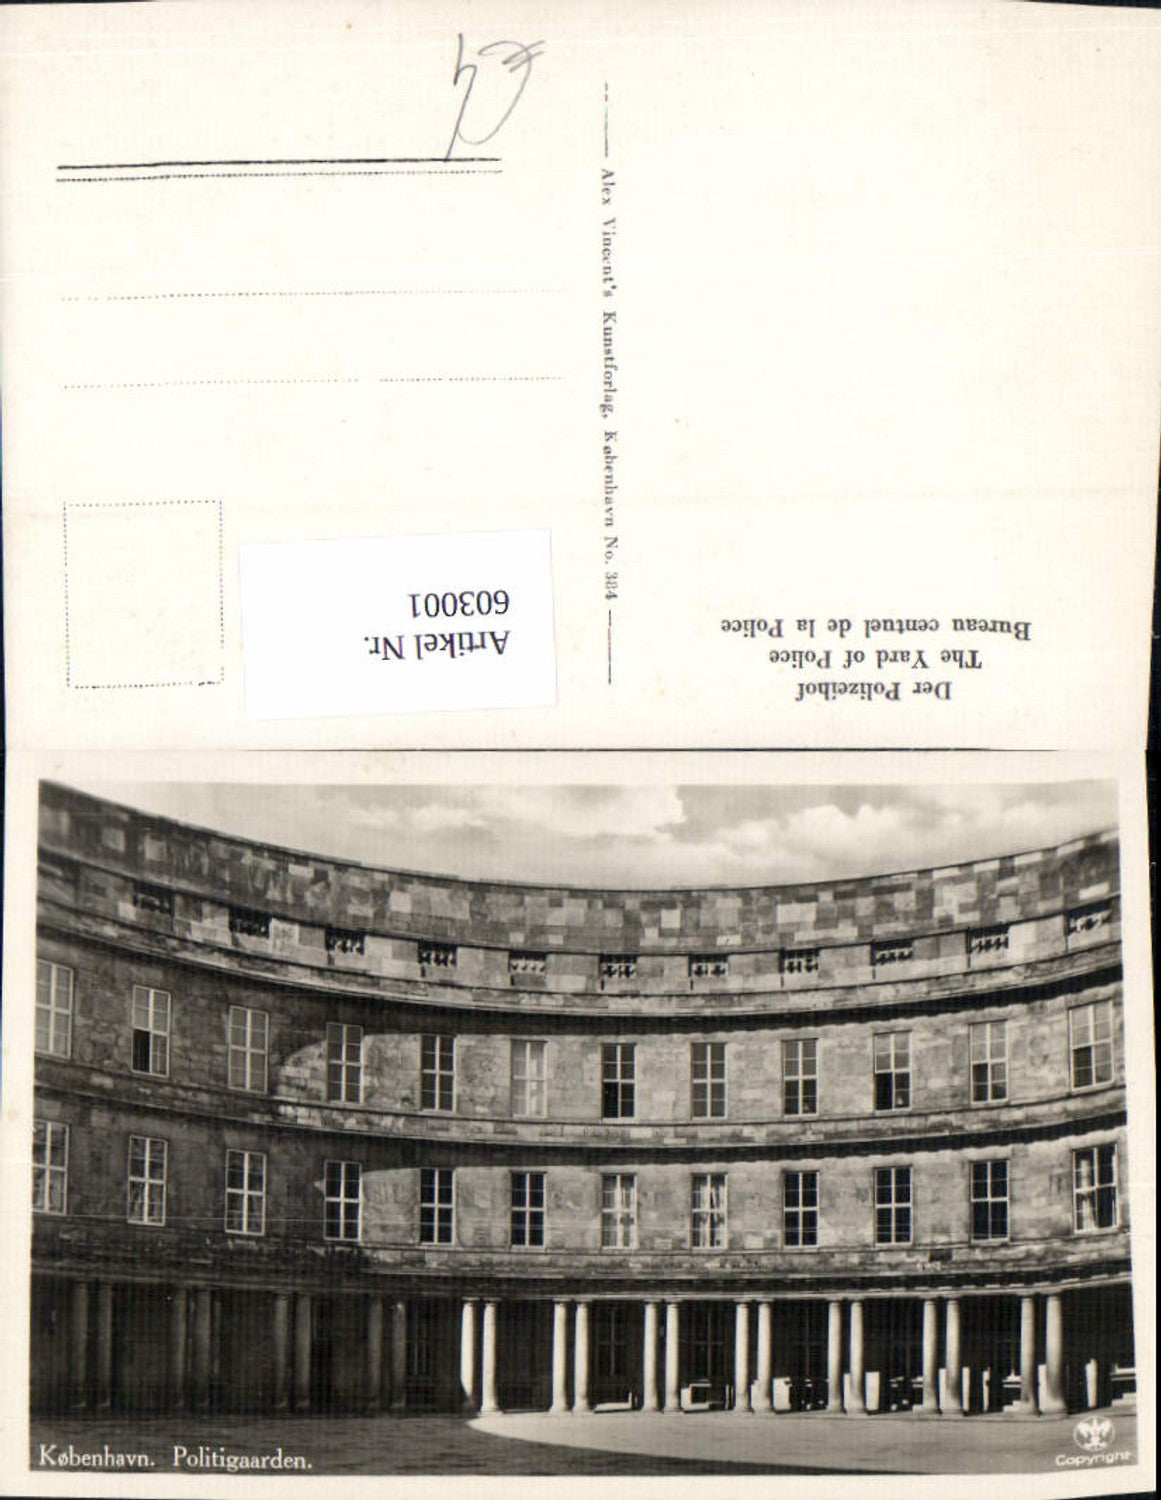 Der Polizeihof
The Yard of Police
Bureau centuel de la Police
Alex Vincent's Kunstforlag, København No. 384
Artikel Nr.
603001
København. Politigaarden.
Copyright